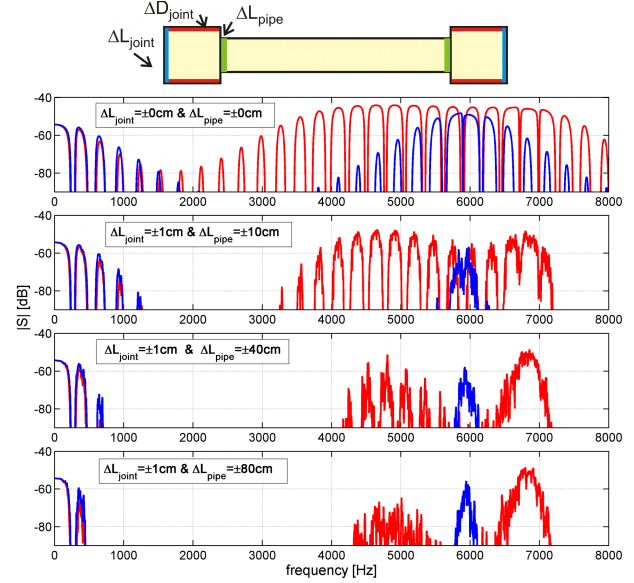 ΔD_joint ΔL_pipe
ΔL_joint
-40
ΔL_joint=±0cm & ΔL_pipe=±0cm
-60
-80
0 1000 2000 3000 4000 5000 6000 7000 8000
-40
ΔL_joint=±1cm & ΔL_pipe=±10cm
-60
-80
0 1000 2000 3000 4000 5000 6000 7000 8000
|S| [dB]
-40
ΔL_joint=±1cm & ΔL_pipe=±40cm
-60
-80
0 1000 2000 3000 4000 5000 6000 7000 8000
-40
ΔL_joint=±1cm & ΔL_pipe=±80cm
-60
-80
0 1000 2000 3000 4000 5000 6000 7000 8000
frequency [Hz]